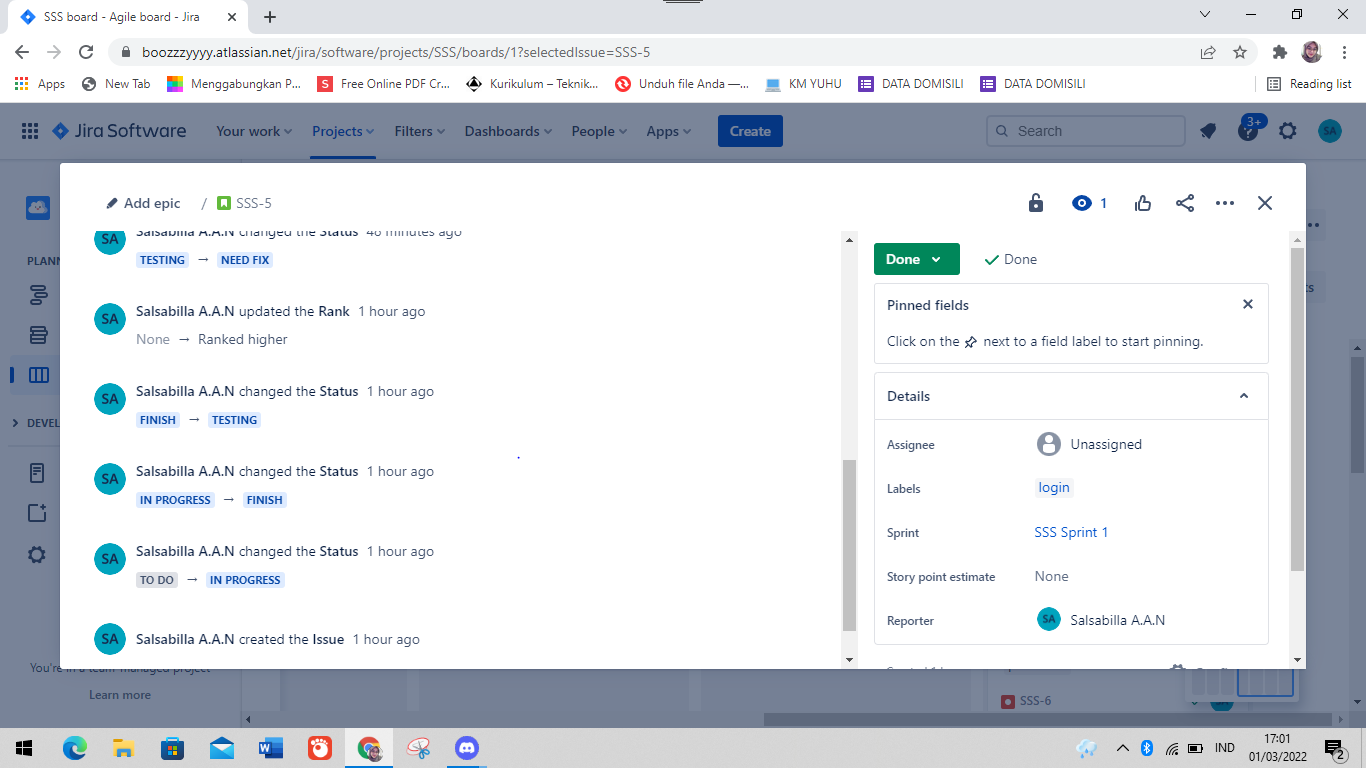 SSS board - Agile board - Jira
boozzzyyyy.atlassian.net/jira/software/projects/SSS/boards/1?selectedIssue=SSS-5
Apps New Tab Menggabungkan P... Free Online PDF Cr... Kurikulum – Teknik... Unduh file Anda —... KM YUHU DATA DOMISILI DATA DOMISILI Reading list
Jira Software Your work Projects Filters Dashboards People Apps Create Search 3+ SA
Add epic / SSS-5 1
SA Salsabilla A.A.N changed the Status 46 minutes ago
TESTING → NEED FIX
SA Salsabilla A.A.N updated the Rank 1 hour ago
None → Ranked higher
SA Salsabilla A.A.N changed the Status 1 hour ago
FINISH → TESTING
SA Salsabilla A.A.N changed the Status 1 hour ago
IN PROGRESS → FINISH
SA Salsabilla A.A.N changed the Status 1 hour ago
TO DO → IN PROGRESS
SA Salsabilla A.A.N created the Issue 1 hour ago
Done Done
Pinned fields
Click on the next to a field label to start pinning.
Details
Assignee Unassigned
Labels login
Sprint SSS Sprint 1
Story point estimate None
Reporter SA Salsabilla A.A.N
PLANN
DEVEL
You're in a team-managed project
Learn more
SSS-6
IND
17:01
01/03/2022
2